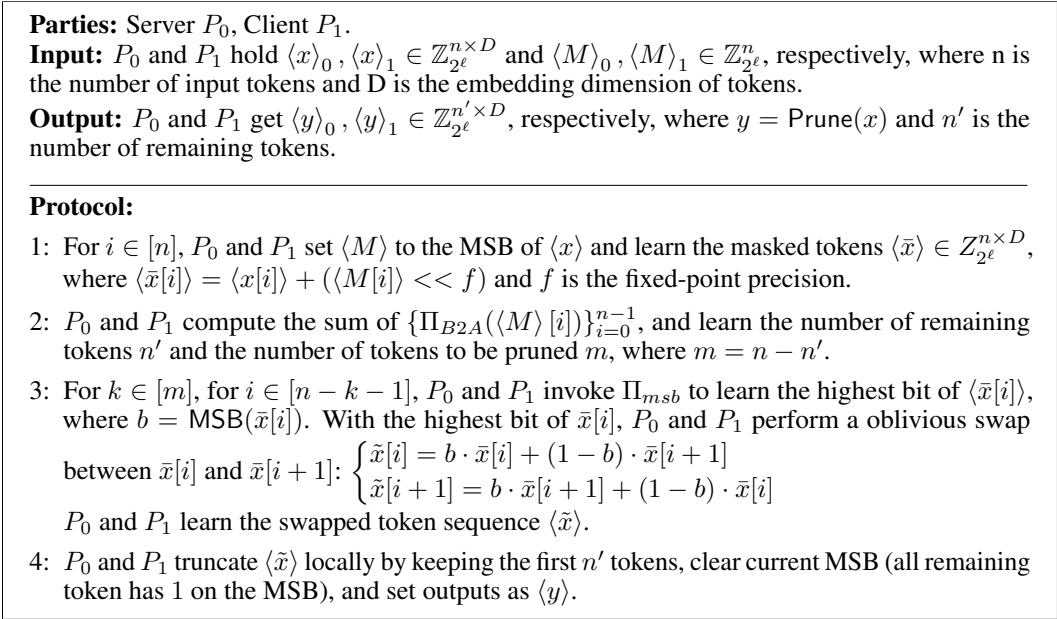 Parties: Server P₀, Client P₁.
Input: P₀ and P₁ hold ⟨x⟩₀, ⟨x⟩₁ ∈ ℤ_{2^ℓ}^{n×D} and ⟨M⟩₀, ⟨M⟩₁ ∈ ℤ_{2^ℓ}^{n}, respectively, where n is
the number of input tokens and D is the embedding dimension of tokens.
Output: P₀ and P₁ get ⟨y⟩₀, ⟨y⟩₁ ∈ ℤ_{2^ℓ}^{n′×D}, respectively, where y = Prune(x) and n′ is the
number of remaining tokens.
Protocol:
1: For i ∈ [n], P₀ and P₁ set ⟨M⟩ to the MSB of ⟨x⟩ and learn the masked tokens ⟨x̄⟩ ∈ Z_{2^ℓ}^{n×D},
where ⟨x̄[i]⟩ = ⟨x[i]⟩ + (⟨M[i]⟩ << f) and f is the fixed-point precision.
2: P₀ and P₁ compute the sum of {Π_{B2A}(⟨M⟩ [i])}_{i=0}^{n−1}, and learn the number of remaining
tokens n′ and the number of tokens to be pruned m, where m = n − n′.
3: For k ∈ [m], for i ∈ [n − k − 1], P₀ and P₁ invoke Π_{msb} to learn the highest bit of ⟨x̄[i]⟩,
where b = MSB(x̄[i]). With the highest bit of x̄[i], P₀ and P₁ perform a oblivious swap
between x̄[i] and x̄[i + 1]: { x̃[i] = b · x̄[i] + (1 − b) · x̄[i + 1]
x̃[i + 1] = b · x̄[i + 1] + (1 − b) · x̄[i]
P₀ and P₁ learn the swapped token sequence ⟨x̃⟩.
4: P₀ and P₁ truncate ⟨x̃⟩ locally by keeping the first n′ tokens, clear current MSB (all remaining
token has 1 on the MSB), and set outputs as ⟨y⟩.